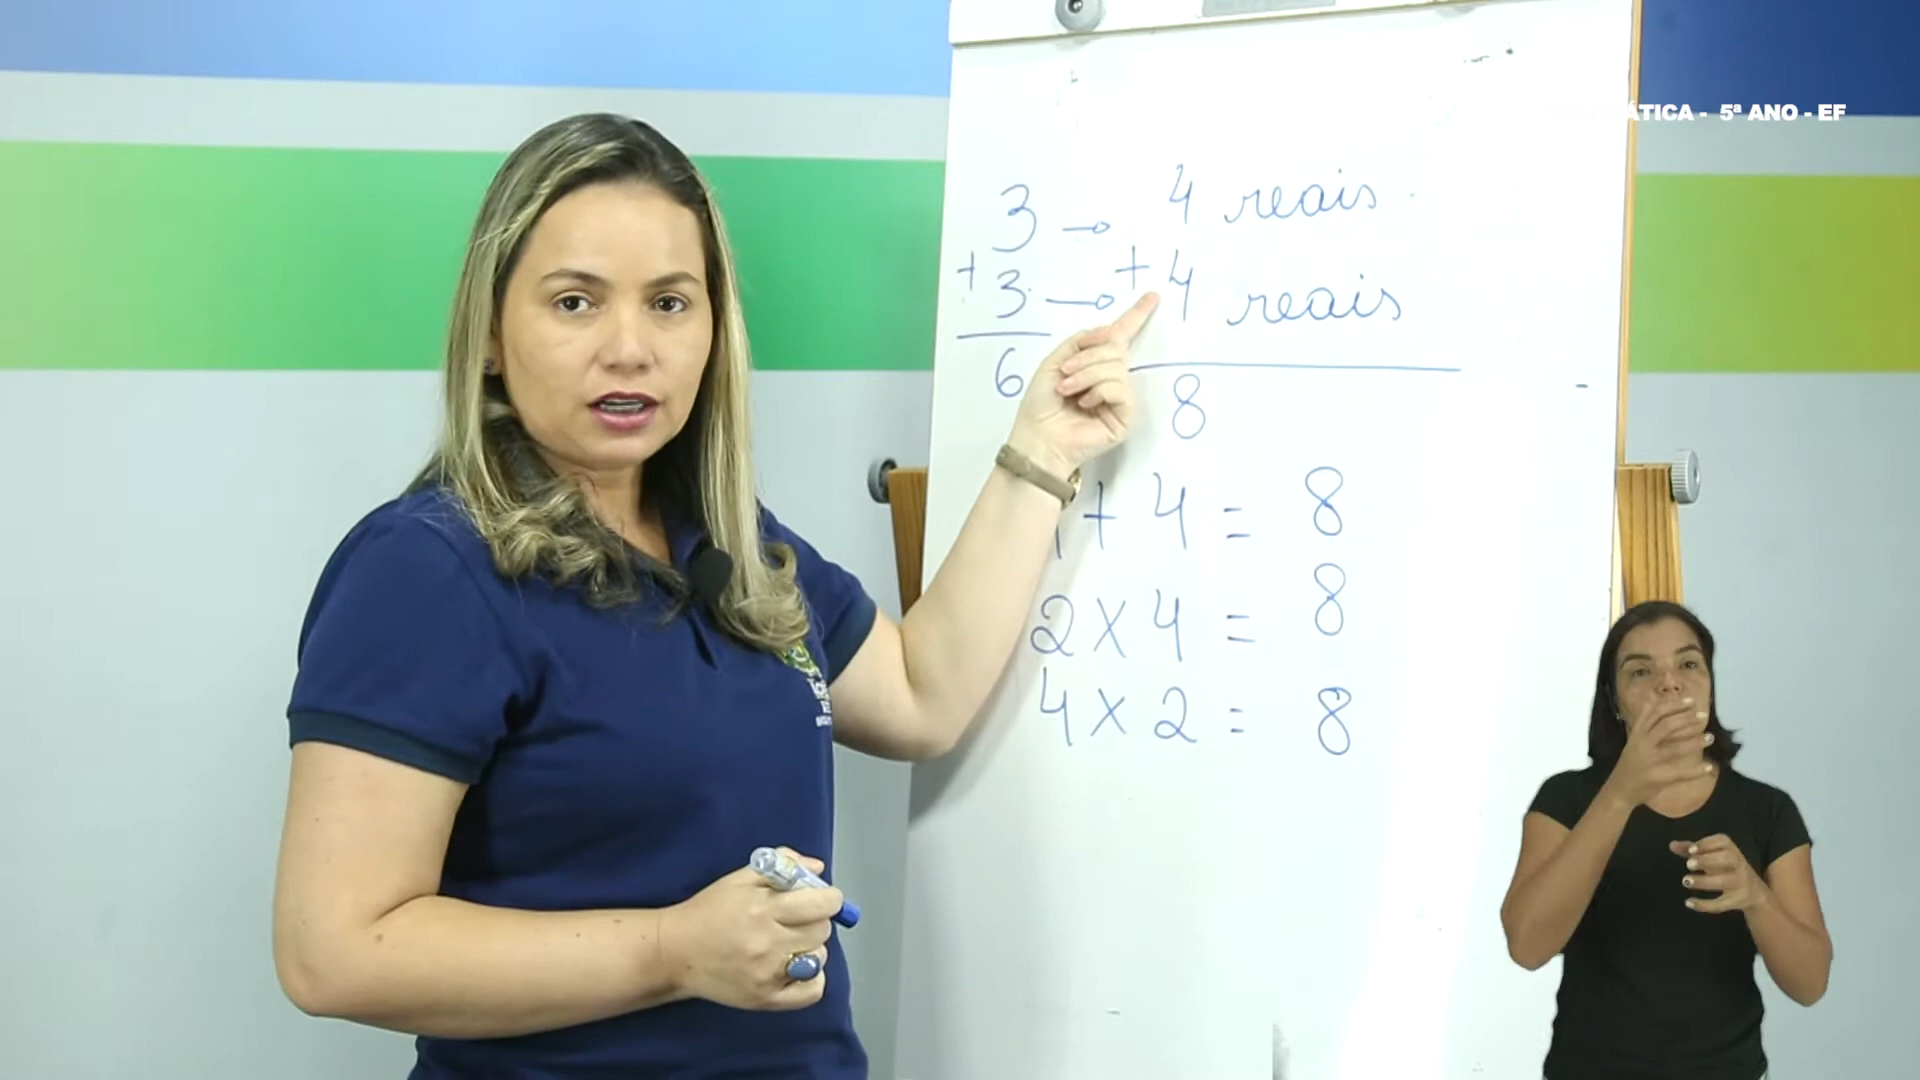 ÁTICA - 5ª ANO - EF
3 → 4 reais
+ 3 → + 4 reais
6 8
+ 4 = 8
2 X 4 = 8
4 X 2 = 8